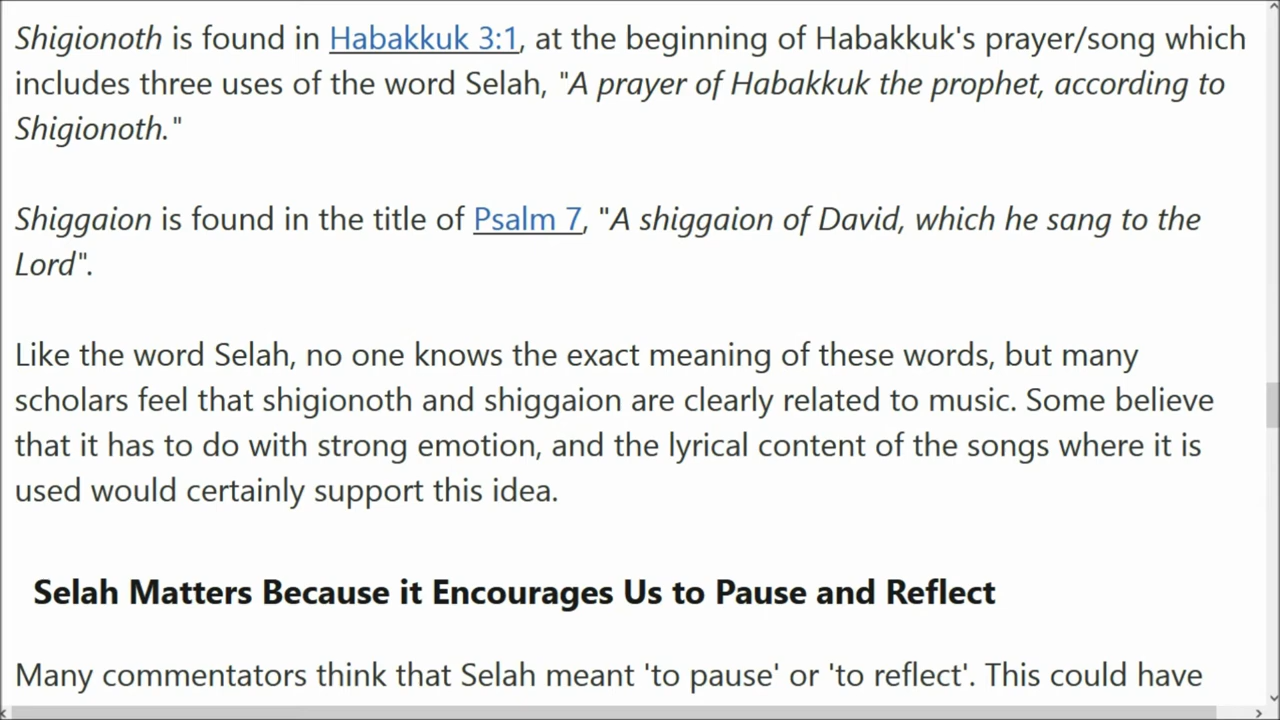 Shigionoth is found in Habakkuk 3:1, at the beginning of Habakkuk's prayer/song which
includes three uses of the word Selah, "A prayer of Habakkuk the prophet, according to
Shigionoth."
Shiggaion is found in the title of Psalm 7, "A shiggaion of David, which he sang to the
Lord".
Like the word Selah, no one knows the exact meaning of these words, but many
scholars feel that shigionoth and shiggaion are clearly related to music. Some believe
that it has to do with strong emotion, and the lyrical content of the songs where it is
used would certainly support this idea.
Selah Matters Because it Encourages Us to Pause and Reflect
Many commentators think that Selah meant 'to pause' or 'to reflect'. This could have